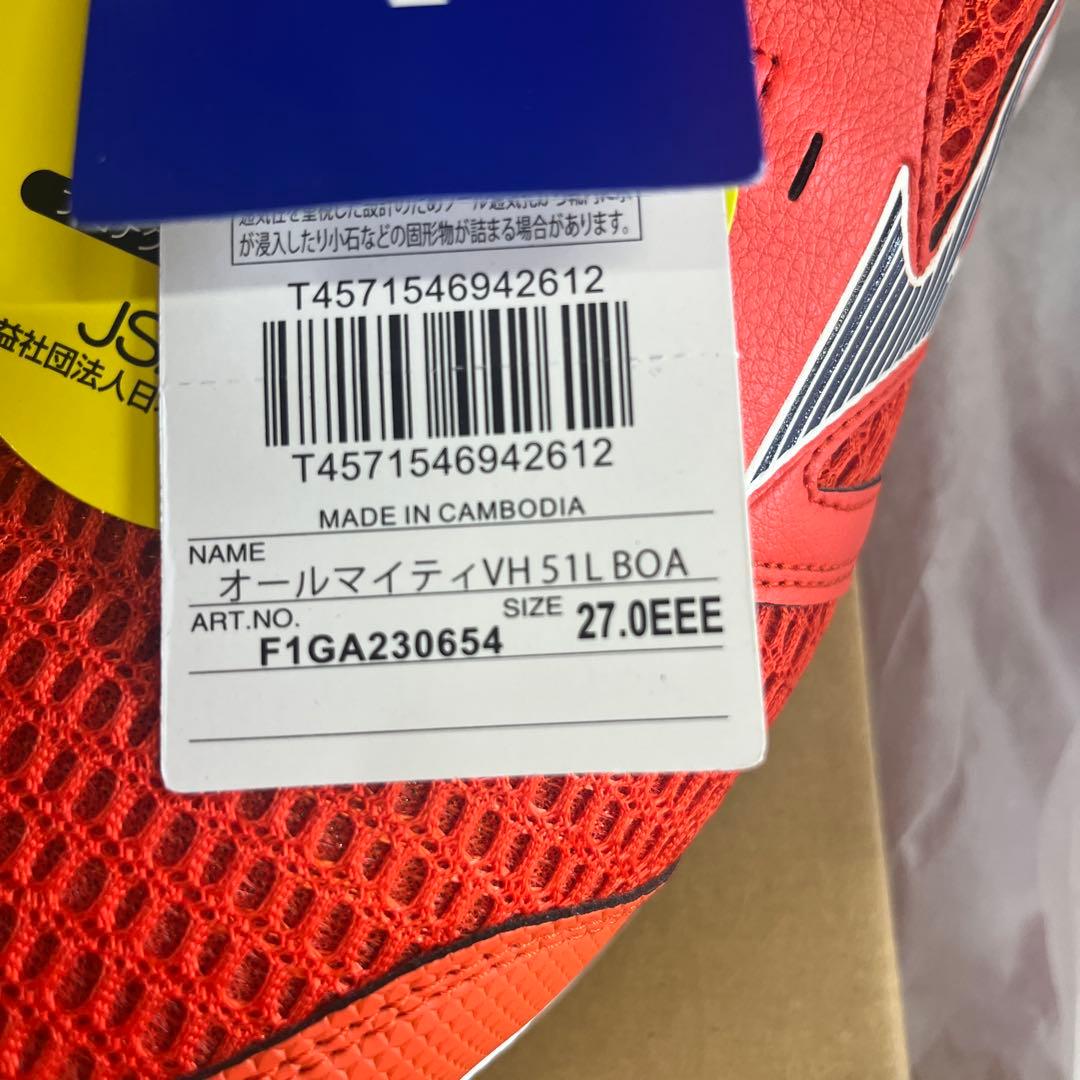 が浸入したり小石などの固形物が詰まる場合があります。
T4571546942612
T4571546942612
MADE IN CAMBODIA
NAME
オールマイティVH 51L BOA
ART.NO.
F1GA230654
SIZE
27.0EEE
JS
益社団法人日